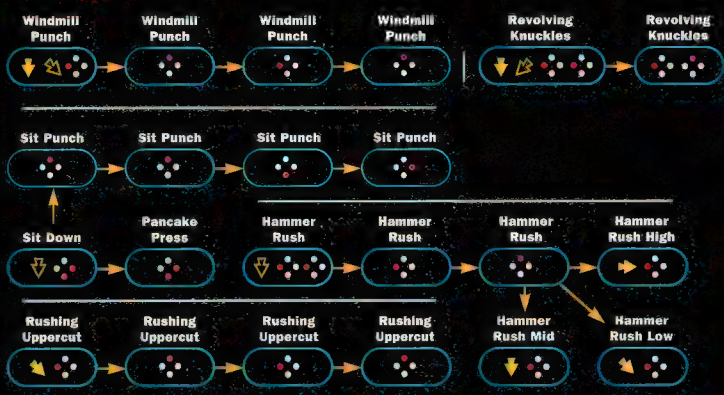 Windmill Punch
Windmill Punch
Windmill Punch
Windmill Punch
Revolving Knuckles
Revolving Knuckles
Sit Punch
Sit Punch
Sit Punch
Sit Punch
Sit Down
Pancake Press
Hammer Rush
Hammer Rush
Hammer Rush
Hammer Rush High
Rushing Uppercut
Rushing Uppercut
Rushing Uppercut
Rushing Uppercut
Hammer Rush Mid
Hammer Rush Low